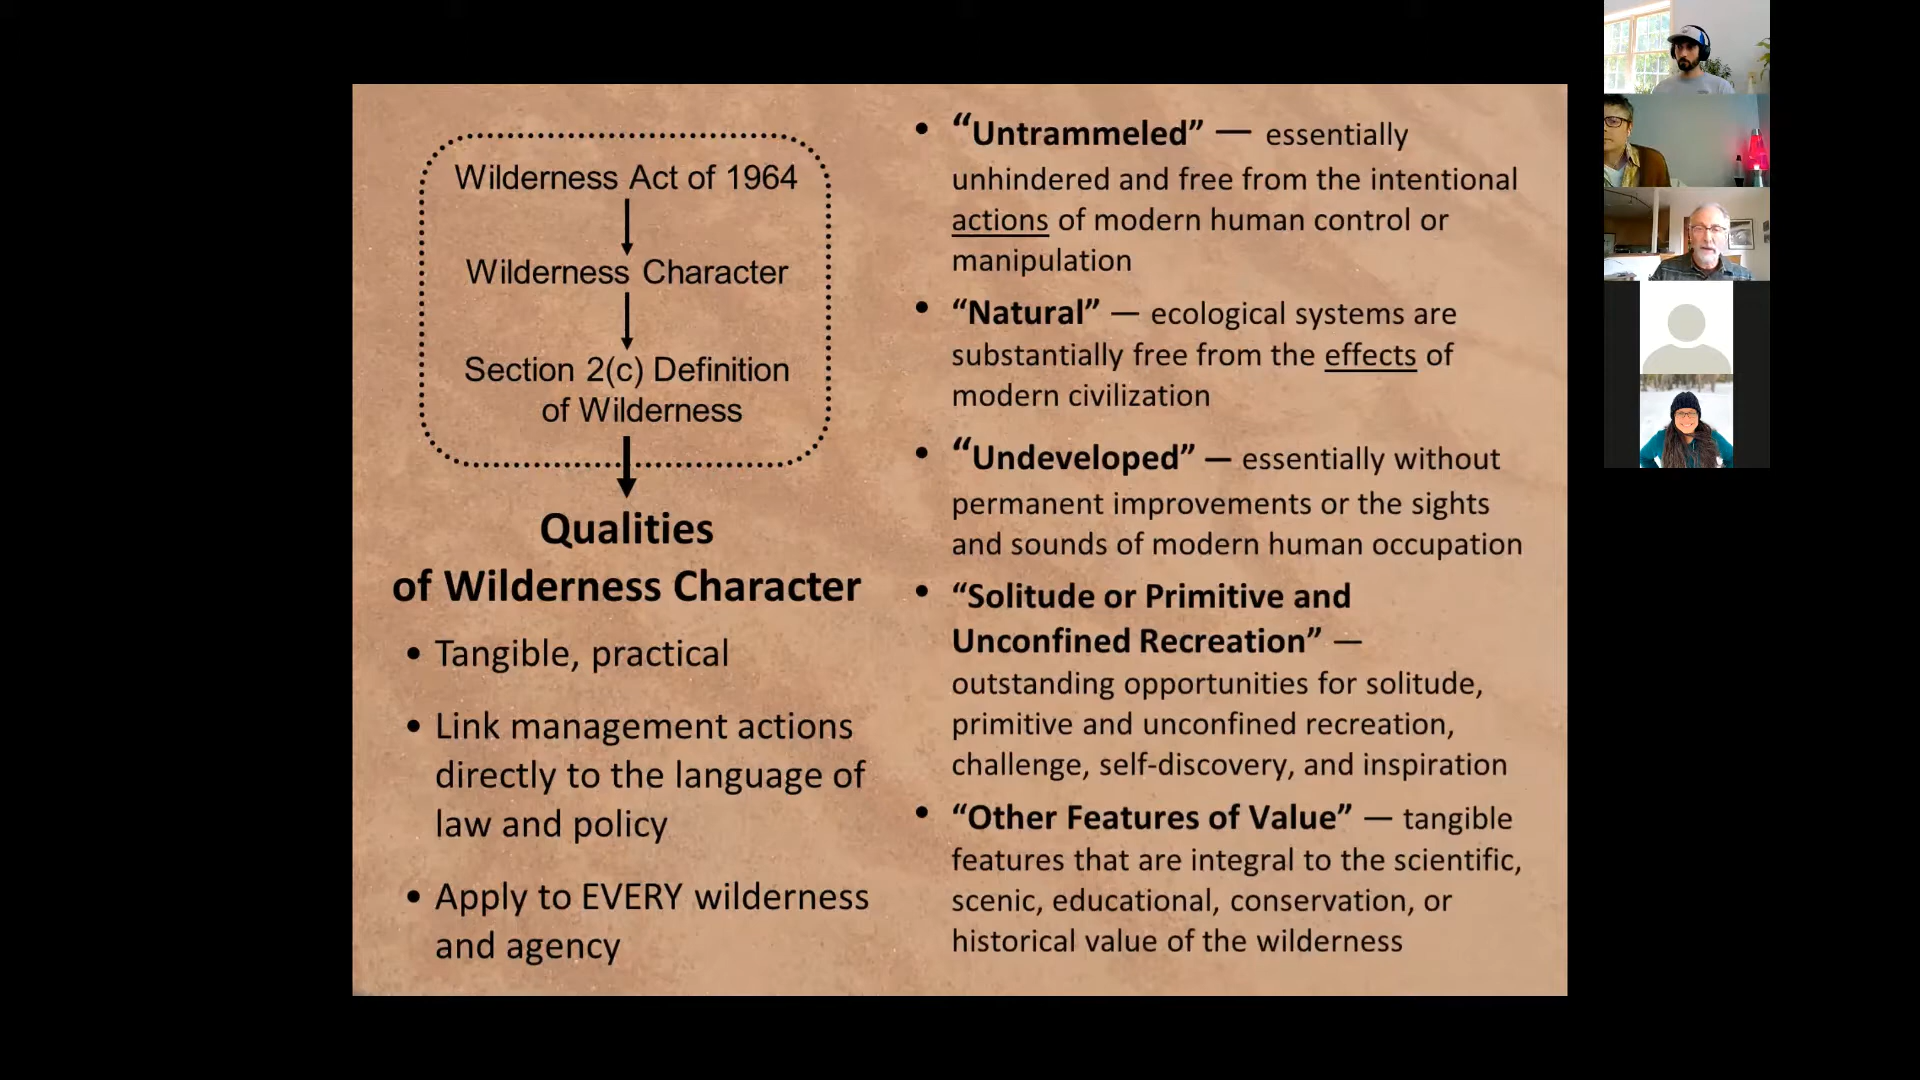 Wilderness Act of 1964
Wilderness Character
Section 2(c) Definition
of Wilderness
Qualities
of Wilderness Character
• Tangible, practical
• Link management actions
directly to the language of
law and policy
• Apply to EVERY wilderness
and agency
• “Untrammeled” — essentially
unhindered and free from the intentional
actions of modern human control or
manipulation
• “Natural” — ecological systems are
substantially free from the effects of
modern civilization
• “Undeveloped” — essentially without
permanent improvements or the sights
and sounds of modern human occupation
• “Solitude or Primitive and
Unconfined Recreation” —
outstanding opportunities for solitude,
primitive and unconfined recreation,
challenge, self-discovery, and inspiration
• “Other Features of Value” — tangible
features that are integral to the scientific,
scenic, educational, conservation, or
historical value of the wilderness